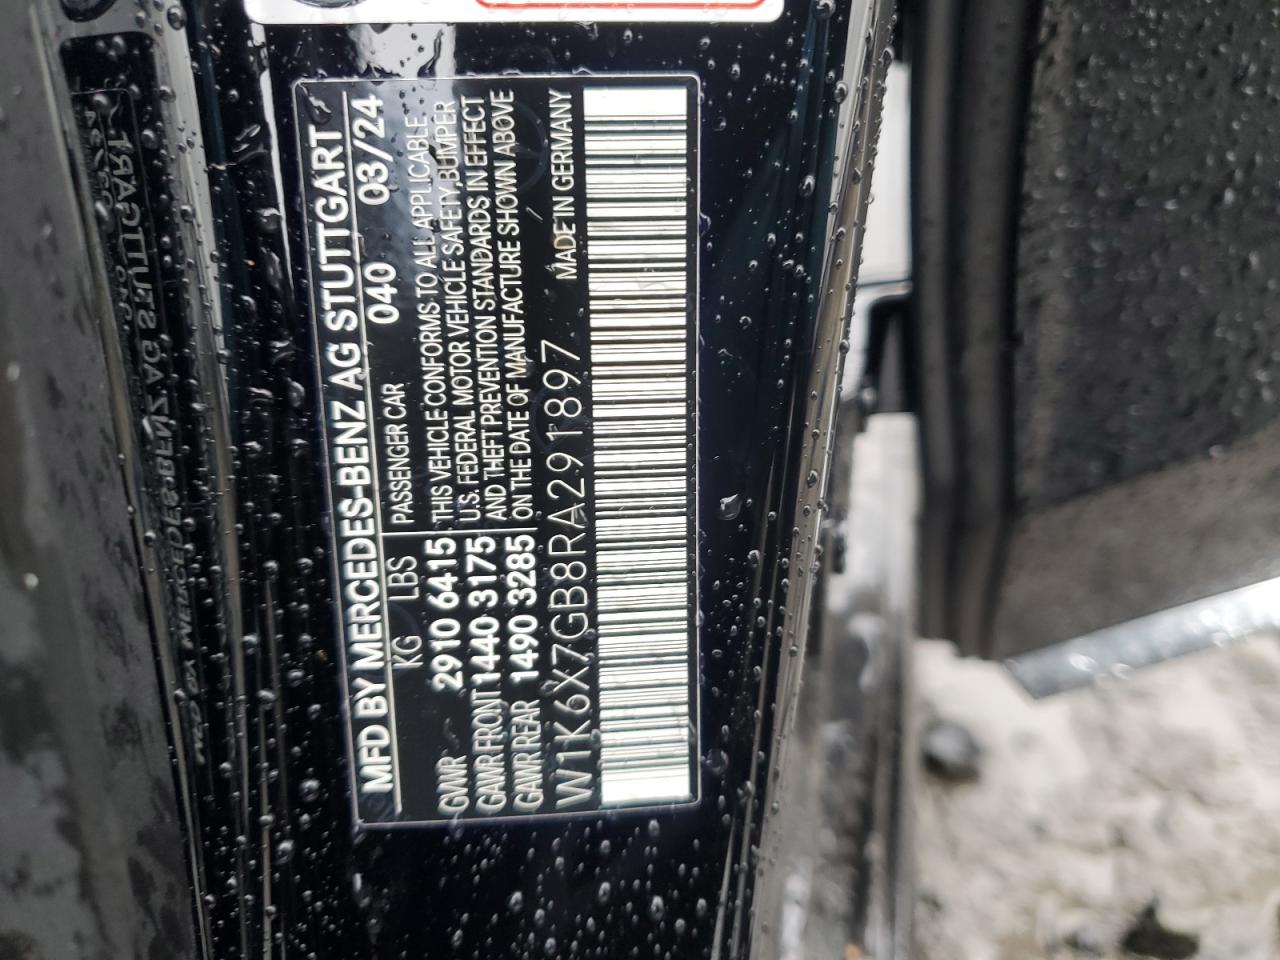 MFD BY MERCEDES-BENZ AG STUTTGART
KG LBS 040 03/24
PASSENGER CAR
GWR 2910 6415 THIS VEHICLE CONFORMS TO ALL APPLICABLE
GAWR FRONT 1440 3175 U.S. FEDERAL MOTOR VEHICLE SAFETY, BUMPER
GAWR REAR 1490 3285 AND THEFT PREVENTION STANDARDS IN EFFECT
ON THE DATE OF MANUFACTURE SHOWN ABOVE
W1K6X7GB8RA291897 MADE IN GERMANY